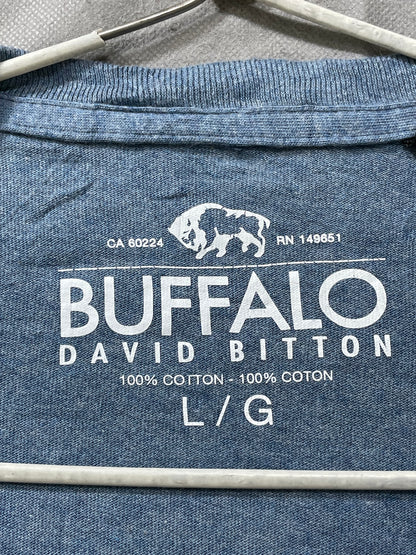 CA 60224 RN 149651
BUFFALO
DAVID BITTON
100% COTTON - 100% COTON
L / G